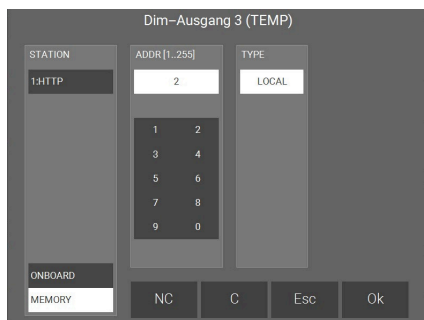 Dim-Ausgang 3 (TEMP)
STATION
1:HTTP
ONBOARD
MEMORY
ADDR [1..255]
2
1 2
3 4
5 6
7 8
9 0
TYPE
LOCAL
NC C Esc Ok